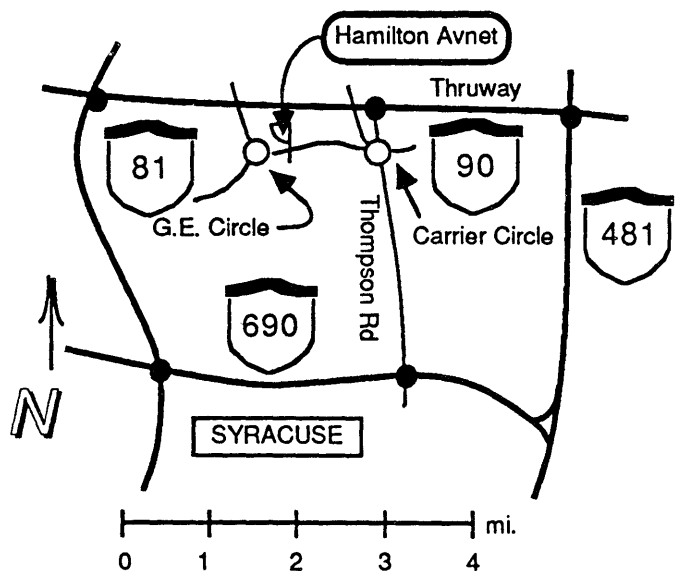 Hamilton Avnet
Thruway
81
90
G.E. Circle
Carrier Circle
481
Thompson Rd
690
N
SYRACUSE
mi.
0 1 2 3 4